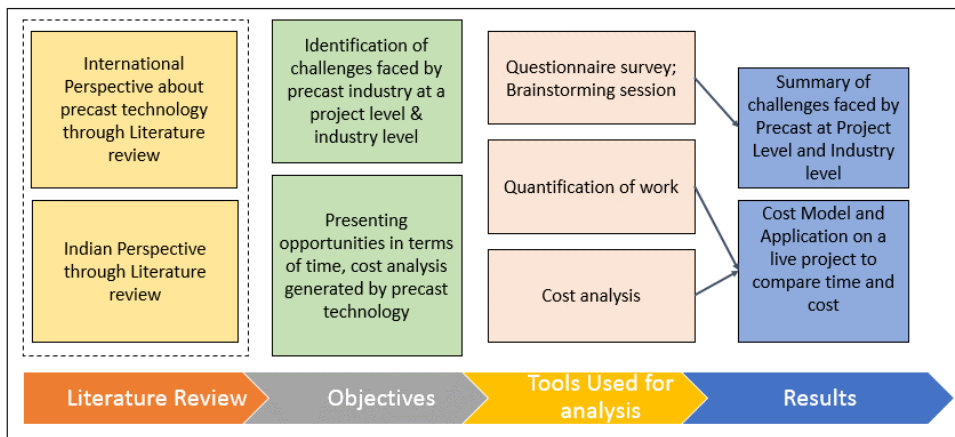 International
Perspective about
precast technology
through Literature
review
Indian Perspective
through Literature
review
Identification of
challenges faced by
precast industry at a
project level &
industry level
Presenting
opportunities in terms
of time, cost analysis
generated by precast
technology
Questionnaire survey;
Brainstorming session
Quantification of work
Cost analysis
Summary of
challenges faced by
Precast at Project
Level and Industry
level
Cost Model and
Application on a
live project to
compare time and
cost
Literature Review
Objectives
Tools Used for
analysis
Results